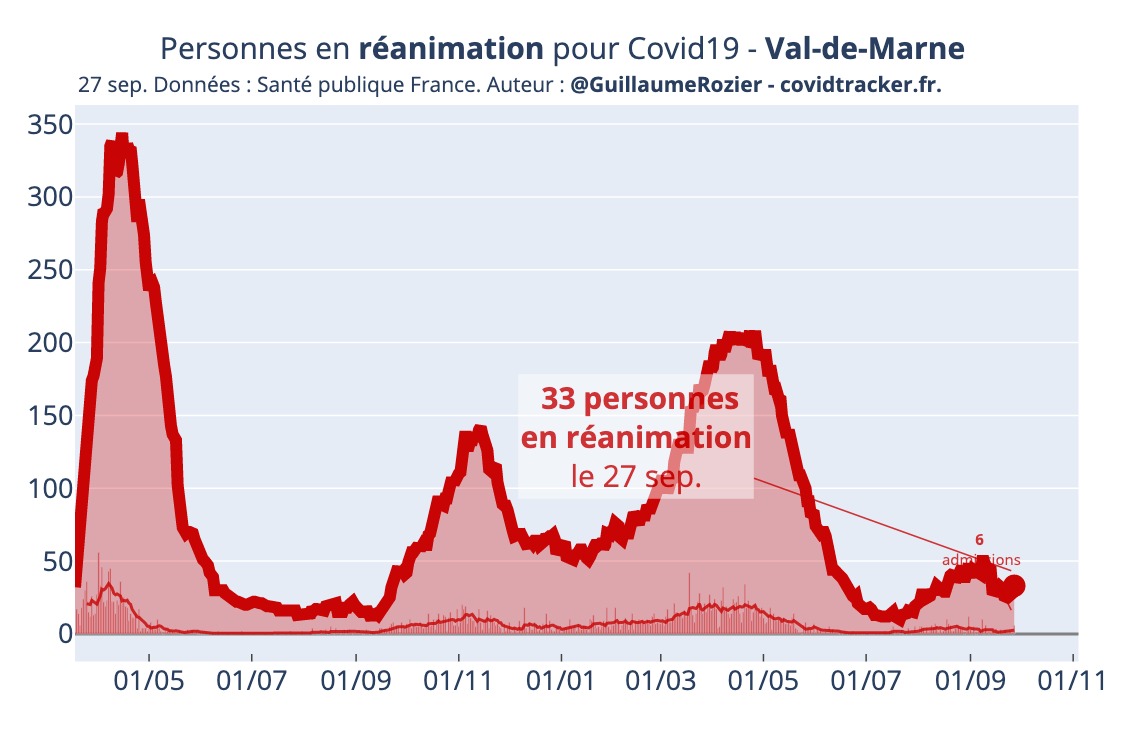 Personnes en réanimation pour Covid19 - Val-de-Marne
27 sep. Données : Santé publique France. Auteur : @GuillaumeRozier - covidtracker.fr.
350
300
250
200
150
100
50
0
33 personnes
en réanimation
le 27 sep.
6
admissions
01/05 01/07 01/09 01/11 01/01 01/03 01/05 01/07 01/09 01/11